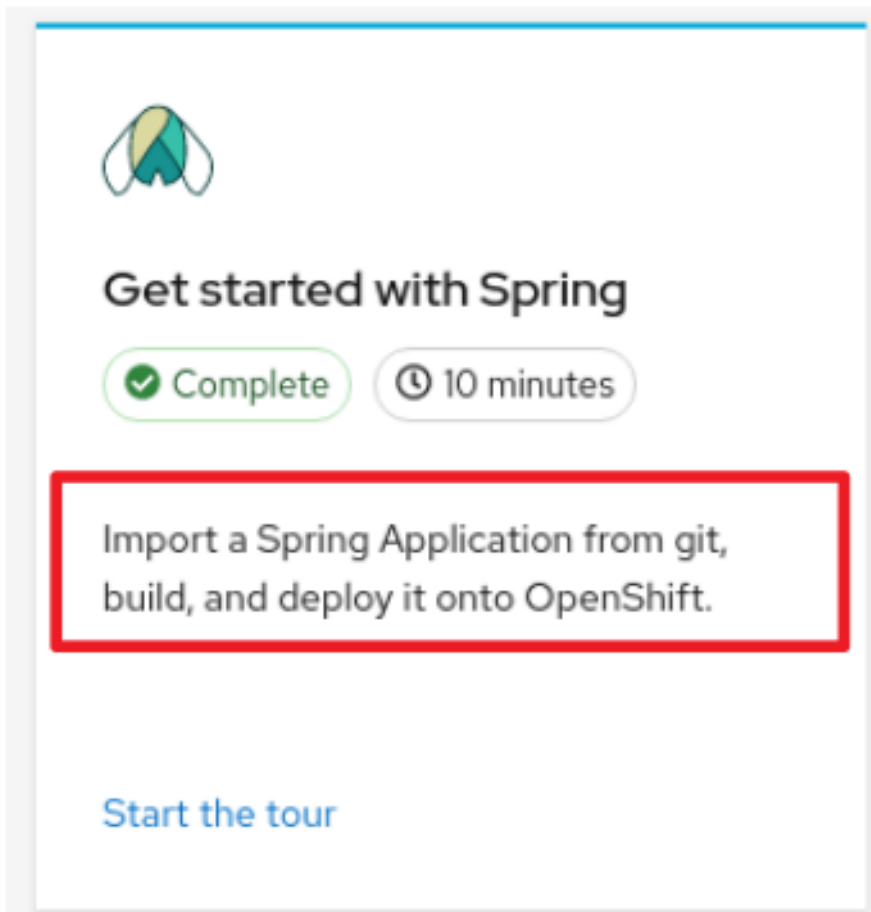 Get started with Spring
Complete 10 minutes
Import a Spring Application from git,
build, and deploy it onto OpenShift.
Start the tour